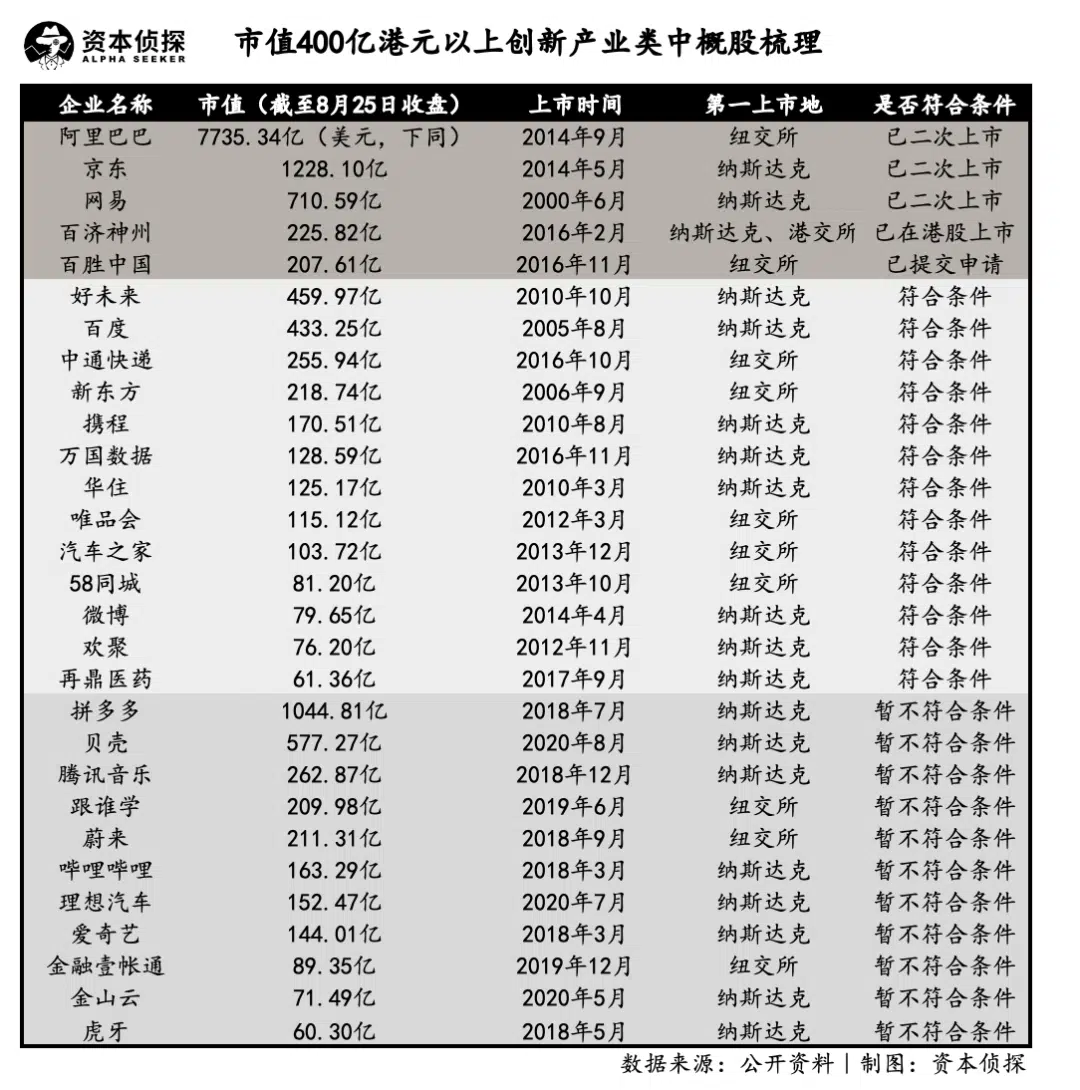 资本侦探
ALPHA SEEKER
市值400亿港元以上创新产业类中概股梳理
企业名称 市值（截至8月25日收盘） 上市时间 第一上市地 是否符合条件
阿里巴巴 7735.34亿（美元，下同） 2014年9月 纽交所 已二次上市
京东 1228.10亿 2014年5月 纳斯达克 已二次上市
网易 710.59亿 2000年6月 纳斯达克 已二次上市
百济神州 225.82亿 2016年2月 纳斯达克、港交所 已在港股上市
百胜中国 207.61亿 2016年11月 纽交所 已提交申请
好未来 459.97亿 2010年10月 纳斯达克 符合条件
百度 433.25亿 2005年8月 纳斯达克 符合条件
中通快递 255.94亿 2016年10月 纽交所 符合条件
新东方 218.74亿 2006年9月 纽交所 符合条件
携程 170.51亿 2010年8月 纳斯达克 符合条件
万国数据 128.59亿 2016年11月 纳斯达克 符合条件
华住 125.17亿 2010年3月 纳斯达克 符合条件
唯品会 115.12亿 2012年3月 纽交所 符合条件
汽车之家 103.72亿 2013年12月 纽交所 符合条件
58同城 81.20亿 2013年10月 纽交所 符合条件
微博 79.65亿 2014年4月 纳斯达克 符合条件
欢聚 76.20亿 2012年11月 纳斯达克 符合条件
再鼎医药 61.36亿 2017年9月 纳斯达克 符合条件
拼多多 1044.81亿 2018年7月 纳斯达克 暂不符合条件
贝壳 577.27亿 2020年8月 纳斯达克 暂不符合条件
腾讯音乐 262.87亿 2018年12月 纳斯达克 暂不符合条件
跟谁学 209.98亿 2019年6月 纽交所 暂不符合条件
蔚来 211.31亿 2018年9月 纽交所 暂不符合条件
哔哩哔哩 163.29亿 2018年3月 纳斯达克 暂不符合条件
理想汽车 152.47亿 2020年7月 纳斯达克 暂不符合条件
爱奇艺 144.01亿 2018年3月 纳斯达克 暂不符合条件
金融壹帐通 89.35亿 2019年12月 纽交所 暂不符合条件
金山云 71.49亿 2020年5月 纳斯达克 暂不符合条件
虎牙 60.30亿 2018年5月 纳斯达克 暂不符合条件
数据来源：公开资料｜制图：资本侦探